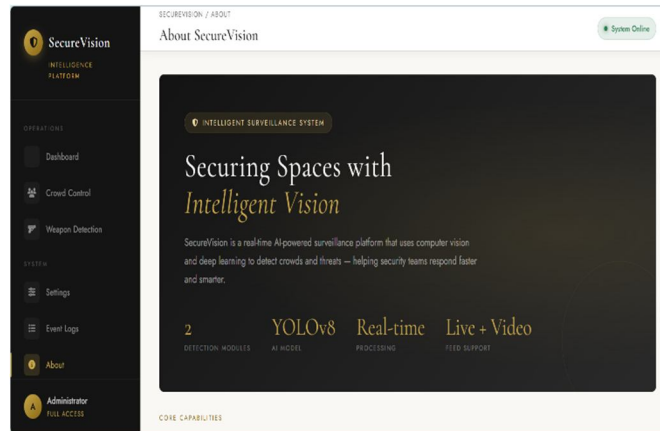 SecureVision
INTELLIGENCE
PLATFORM
OPERATIONS
Dashboard
Crowd Control
Weapon Detection
SYSTEM
Settings
Event Logs
About
A
Administrator
FULL ACCESS
SECUREVISION / ABOUT
About SecureVision
System Online
INTELLIGENT SURVEILLANCE SYSTEM
Securing Spaces with
Intelligent Vision
SecureVision is a real-time AI-powered surveillance platform that uses computer vision
and deep learning to detect crowds and threats — helping security teams respond faster
and smarter.
2
DETECTION MODULES
YOLOv8
AI MODEL
Real-time
PROCESSING
Live + Video
FEED SUPPORT
CORE CAPABILITIES